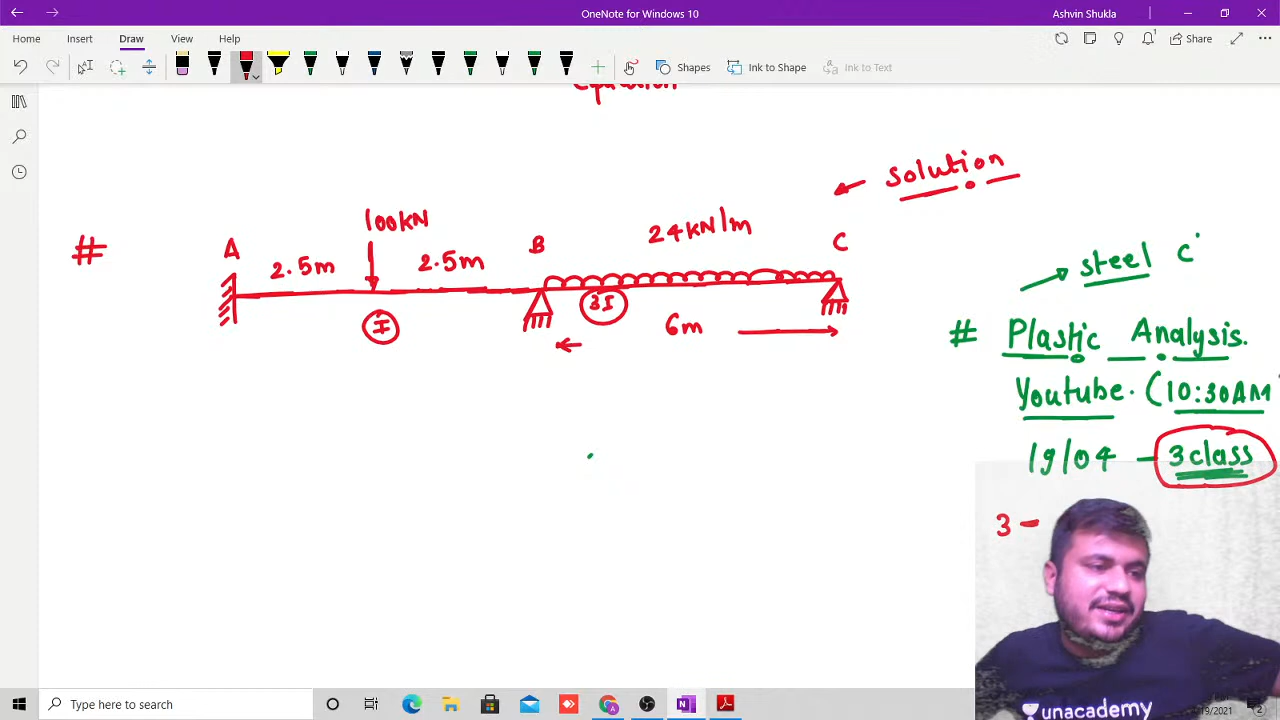 OneNote for Windows 10
Ashvin Shukla
Home Insert Draw View Help
Share
Shapes Ink to Shape Ink to Text
Equation
Solution
#
A 2.5m 100kN 2.5m B 24kN/m C
I 3I 6m
steel c
# Plastic Analysis.
Youtube. (10:30AM
19/04 - 3class
3 -
unacademy
Type here to search